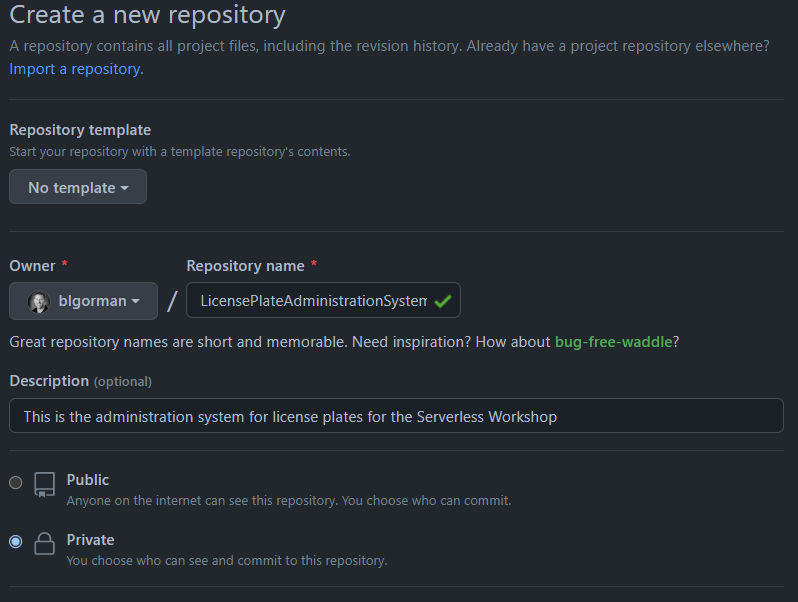 Create a new repository
A repository contains all project files, including the revision history. Already have a project repository elsewhere?
Import a repository.
Repository template
Start your repository with a template repository's contents.
No template
Owner *
Repository name *
blgorman
/
LicensePlateAdministrationSystem
Great repository names are short and memorable. Need inspiration? How about bug-free-waddle?
Description (optional)
This is the administration system for license plates for the Serverless Workshop
Public
Anyone on the internet can see this repository. You choose who can commit.
Private
You choose who can see and commit to this repository.